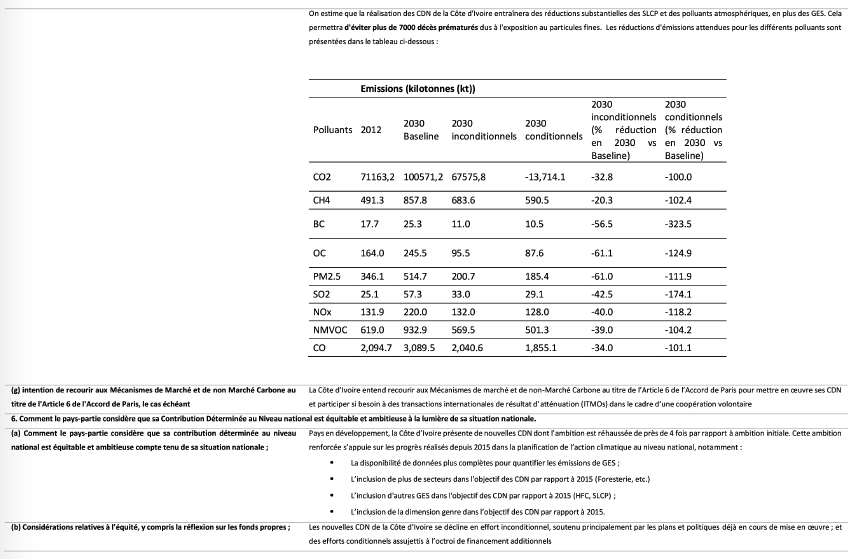 On estime que la réalisation des CDN de la Côte d'Ivoire entraînera des réductions substantielles des SLCP et des polluants atmosphériques, en plus des GES. Cela
permettra d'éviter plus de 7000 décès prématurés dus à l'exposition au particules fines. Les réductions d'émissions attendues pour les différents polluants sont
présentées dans le tableau ci-dessous :
Emissions (kilotonnes (kt))
Polluants 2012 2030 Baseline 2030 inconditionnels 2030 conditionnels 2030 inconditionnels (% réduction en 2030 vs Baseline) 2030 conditionnels (% réduction en 2030 vs Baseline)
CO2 71163,2 100571,2 67575,8 -13,714.1 -32.8 -100.0
CH4 491.3 857.8 683.6 590.5 -20.3 -102.4
BC 17.7 25.3 11.0 10.5 -56.5 -323.5
OC 164.0 245.5 95.5 87.6 -61.1 -124.9
PM2.5 346.1 514.7 200.7 185.4 -61.0 -111.9
SO2 25.1 57.3 33.0 29.1 -42.5 -174.1
NOx 131.9 220.0 132.0 128.0 -40.0 -118.2
NMVOC 619.0 932.9 569.5 501.3 -39.0 -104.2
CO 2,094.7 3,089.5 2,040.6 1,855.1 -34.0 -101.1
(g) intention de recourir aux Mécanismes de Marché et de non Marché Carbone au
titre de l'Article 6 de l'Accord de Paris, le cas échéant
La Côte d'Ivoire entend recourir aux Mécanismes de marché et de non-Marché Carbone au titre de l'Article 6 de l'Accord de Paris pour mettre en œuvre ses CDN
et participer si besoin à des transactions internationales de résultat d'atténuation (ITMOs) dans le cadre d'une coopération volontaire
6. Comment le pays-partie considère que sa Contribution Déterminée au Niveau national est équitable et ambitieuse à la lumière de sa situation nationale.
(a) Comment le pays-partie considère que sa contribution déterminée au niveau
national est équitable et ambitieuse compte tenu de sa situation nationale ;
Pays en développement, la Côte d'Ivoire présente de nouvelles CDN dont l'ambition est réhaussée de près de 4 fois par rapport à ambition initiale. Cette ambition
renforcée s'appuie sur les progrès réalisés depuis 2015 dans la planification de l'action climatique au niveau national, notamment :
• La disponibilité de données plus complètes pour quantifier les émissions de GES ;
• L'inclusion de plus de secteurs dans l'objectif des CDN par rapport à 2015 (Foresterie, etc.)
• L'inclusion d'autres GES dans l'objectif des CDN par rapport à 2015 (HFC, SLCP) ;
• L'inclusion de la dimension genre dans l'objectif des CDN par rapport à 2015.
(b) Considérations relatives à l'équité, y compris la réflexion sur les fonds propres ;
Les nouvelles CDN de la Côte d'Ivoire se décline en effort inconditionnel, soutenu principalement par les plans et politiques déjà en cours de mise en œuvre ; et
des efforts conditionnels assujettis à l'octroi de financement additionnels